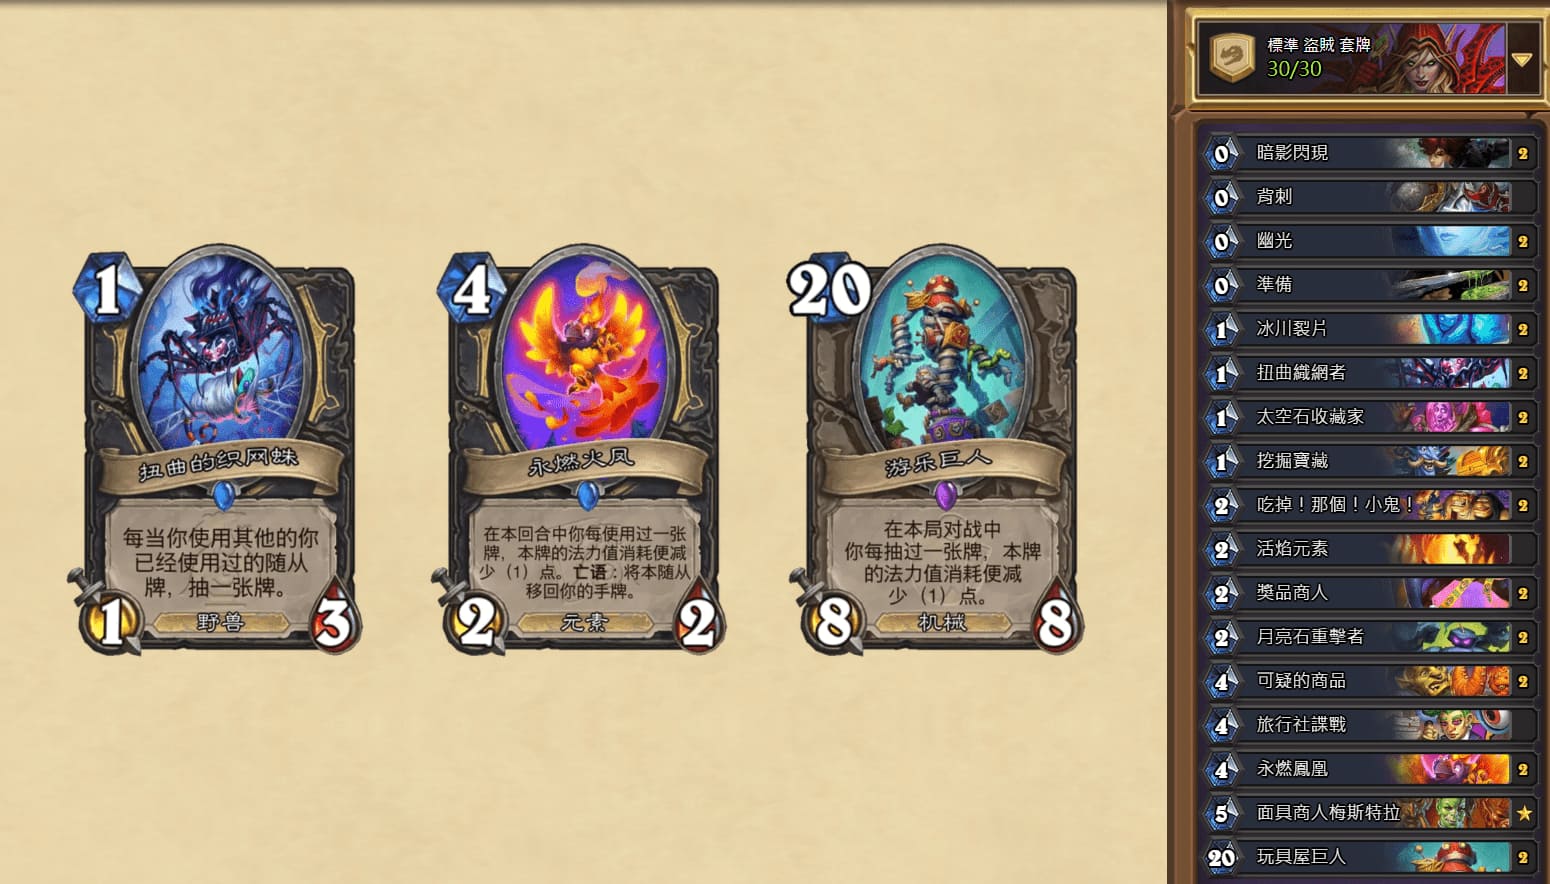 1
扭曲的织网蛛
每当你使用其他的你
已经使用过的随从
牌，抽一张牌。
1
野兽
3
4
永燃火凤
在本回合中你每使用过一张
牌，本牌的法力值消耗便减
少（1）点。亡语：将本随从
移回你的手牌。
2
元素
2
20
游乐巨人
在本局对战中
你每抽过一张牌，本牌
的法力值消耗便减
少（1）点。
8
机械
8
標準 盜賊 套牌
30/30
0 暗影閃現 2
0 背刺
0 幽光 2
0 準備 2
1 冰川裂片 2
1 扭曲織網者 2
1 太空石收藏家 2
1 挖掘寶藏 2
2 吃掉！那個！小鬼！ 2
2 活焰元素
2 獎品商人 2
2 月亮石重擊者 2
4 可疑的商品 2
4 旅行社諜戰
4 永燃鳳凰 2
5 面具商人梅斯特拉
20 玩具屋巨人 2